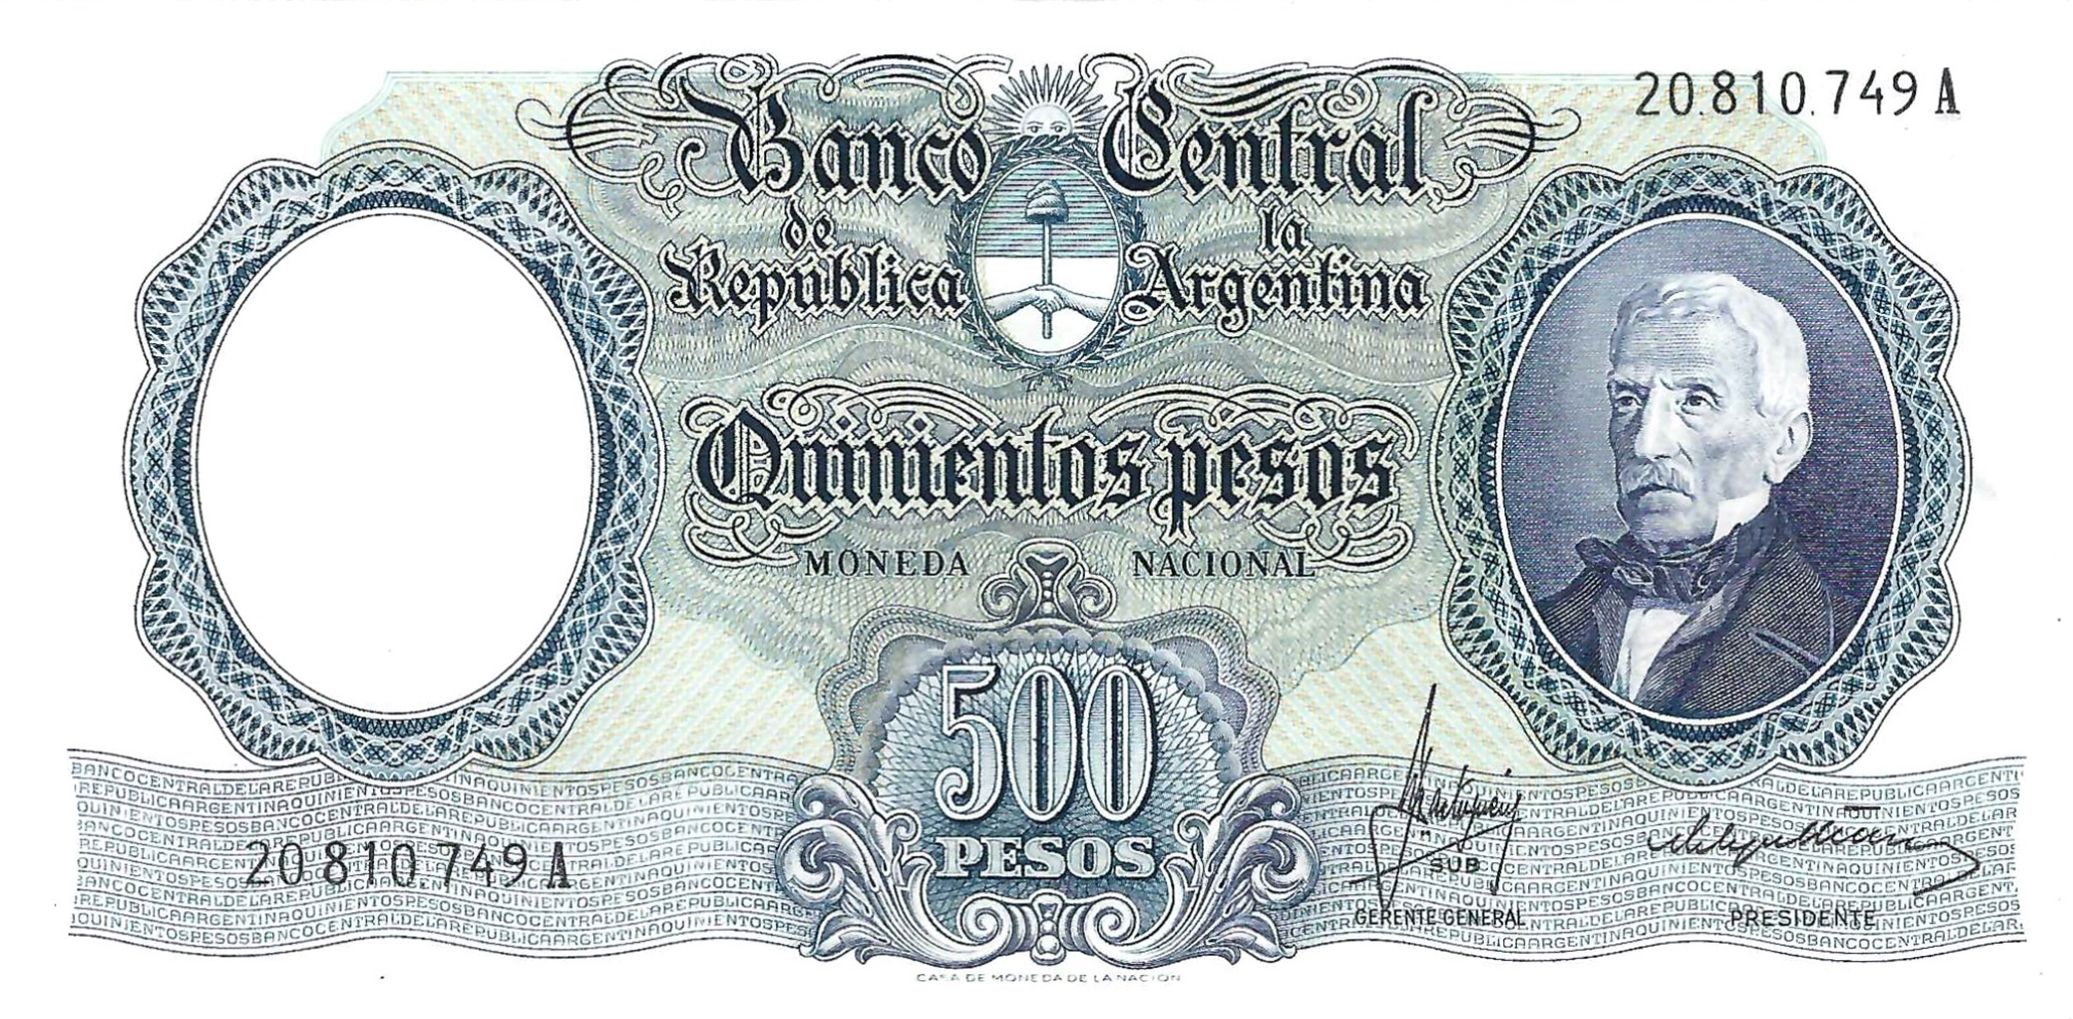 20.810.749 A
Banco Central
de la
República Argentina
Quinientos pesos
MONEDA NACIONAL
500
PESOS
20.810.749 A
SUB
GERENTE GENERAL
PRESIDENTE
CASA DE MONEDA DE LA NACION